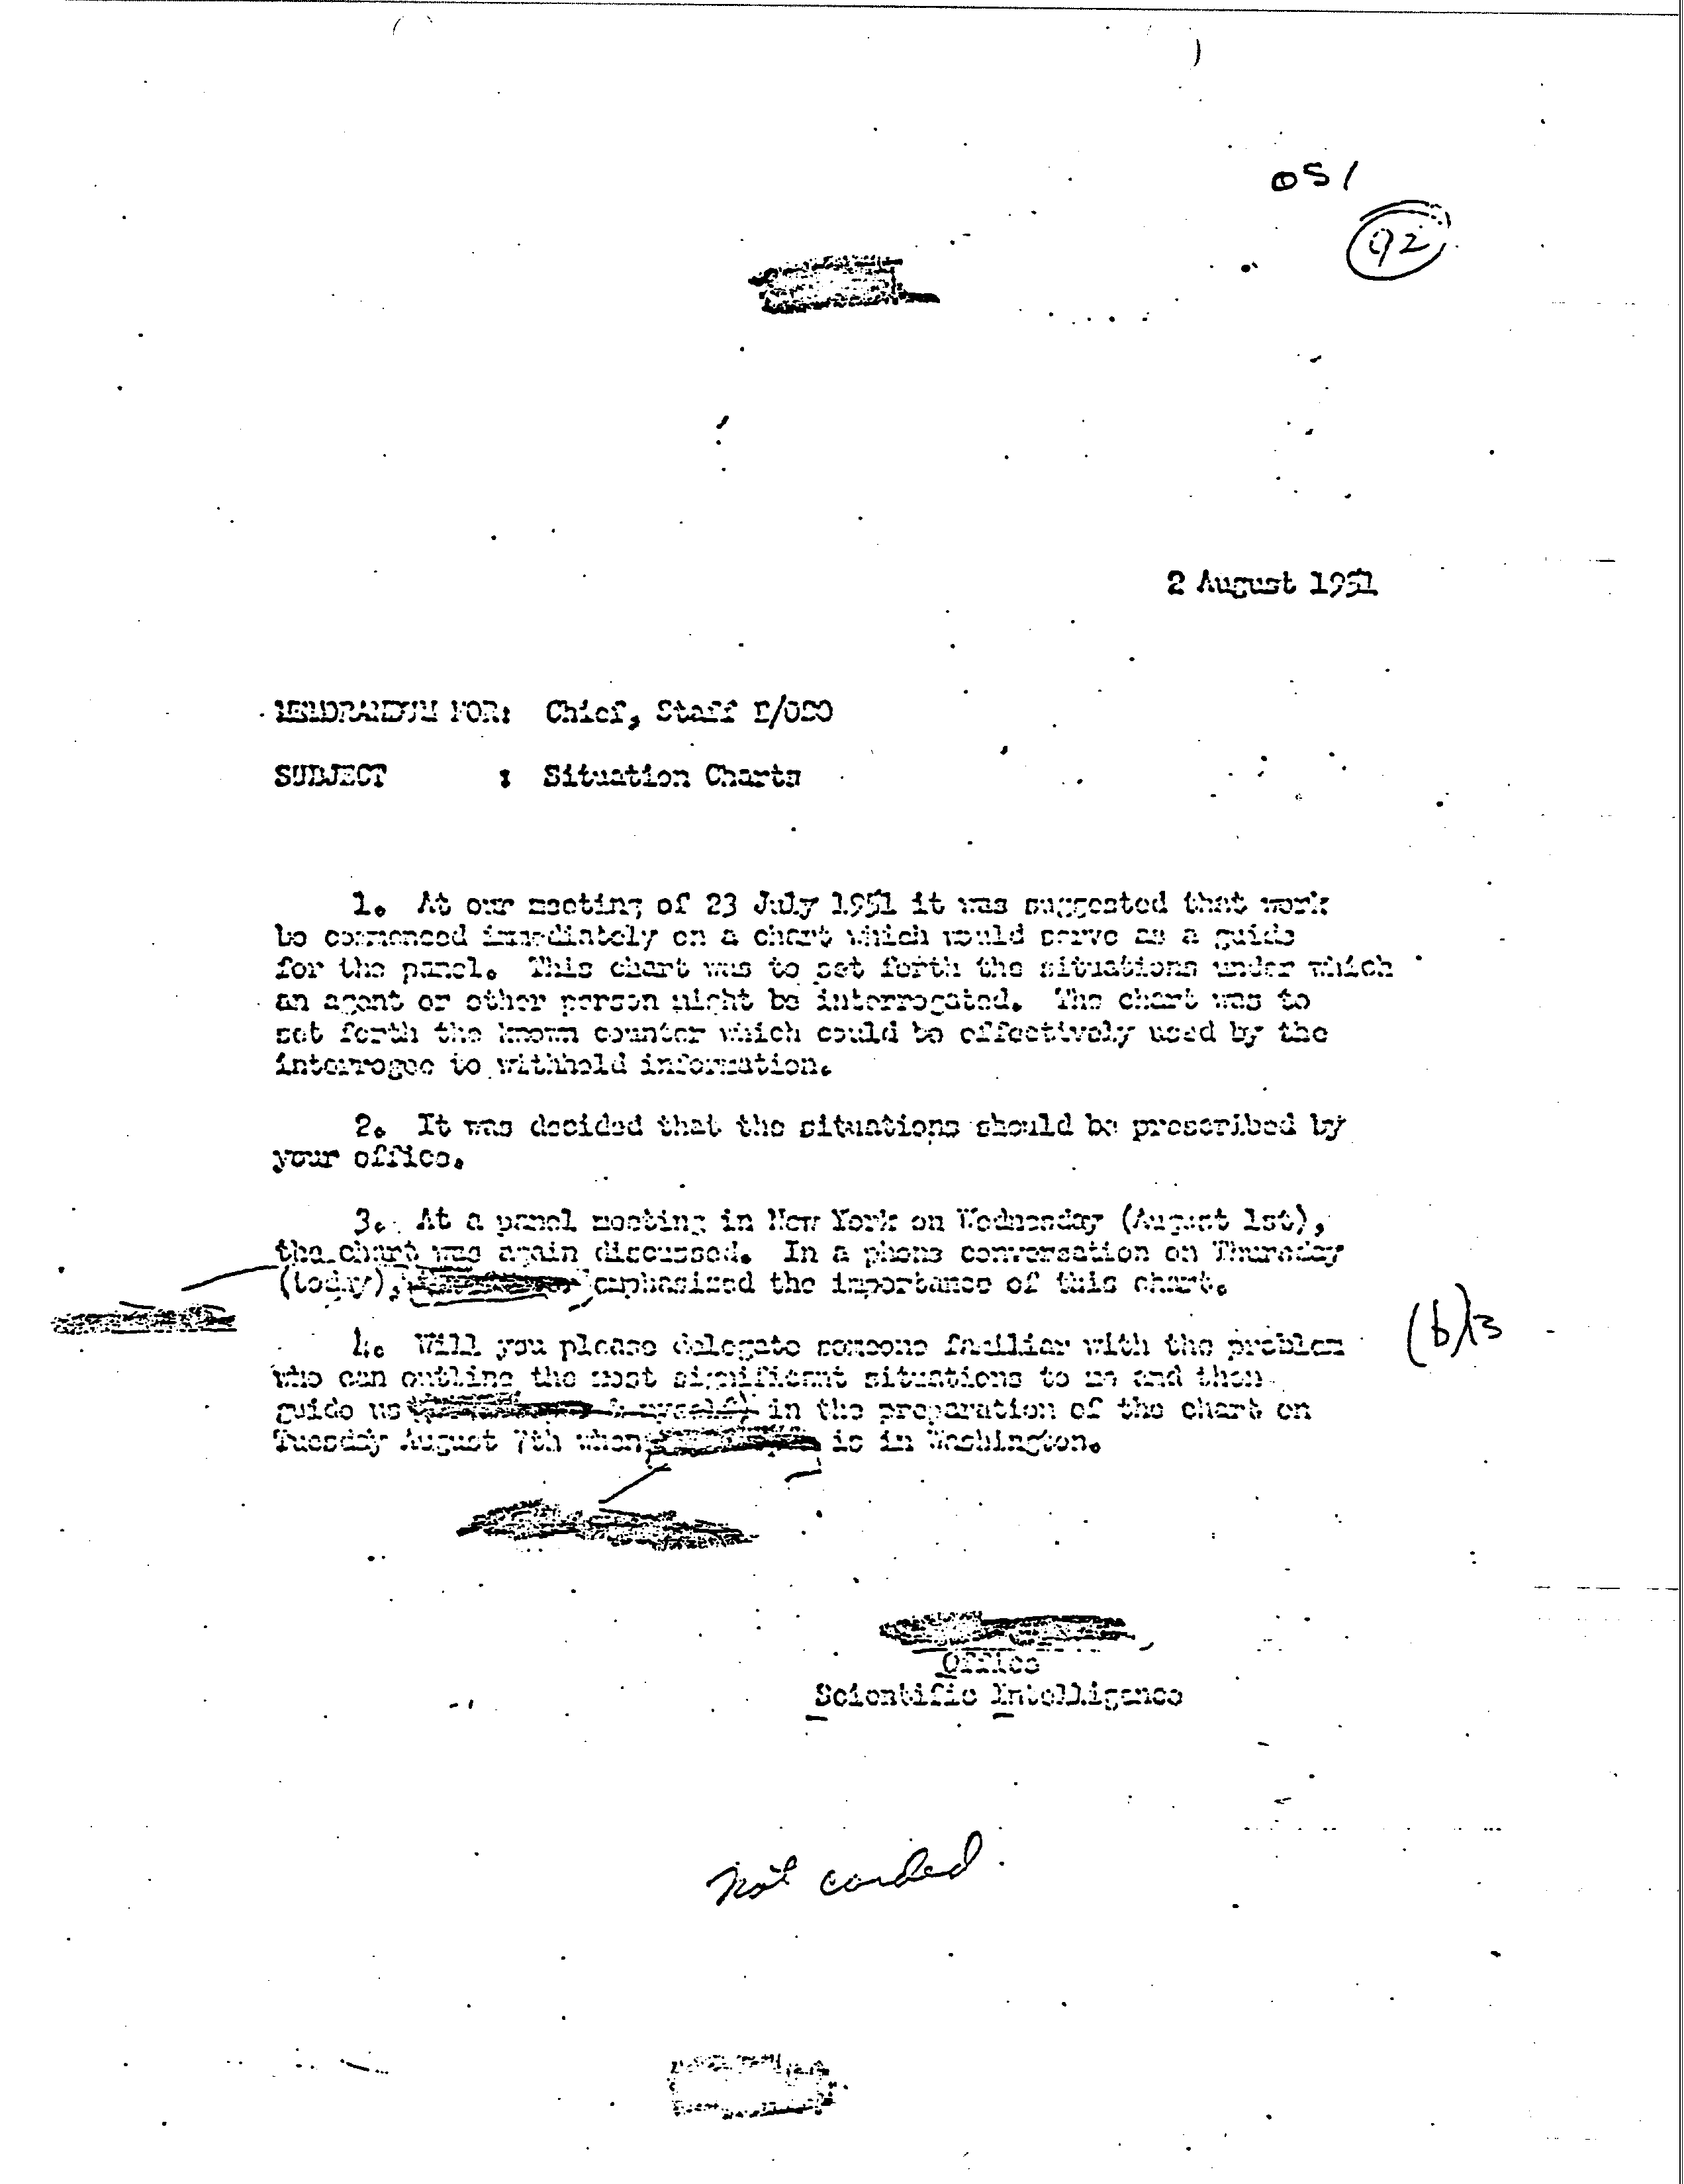 OSI
92
2 August 1951
MEMORANDUM FOR: Chief, Staff D/OSO
SUBJECT : Situation Charts
1. At our meeting of 23 July 1951 it was suggested that work
be commenced immediately on a chart which would serve as a guide
for the panel. This chart was to set forth the situations under which
an agent or other person might be interrogated. The chart was to
set forth the known counter which could be effectively used by the
interrogee to withhold information.
2. It was decided that the situations should be prescribed by
your office.
3. At a panel meeting in New York on Wednesday (August 1st),
the chart was again discussed. In a phone conversation on Thursday
(today), emphasized the importance of this chart.
(b)(3
4. Will you please delegate someone familiar with the problem
who can outline the most significant situations to me and then
guide us & myself) in the preparation of the chart on
Tuesday August 7th when is in Washington.
Office
Scientific Intelligence
Not carded.